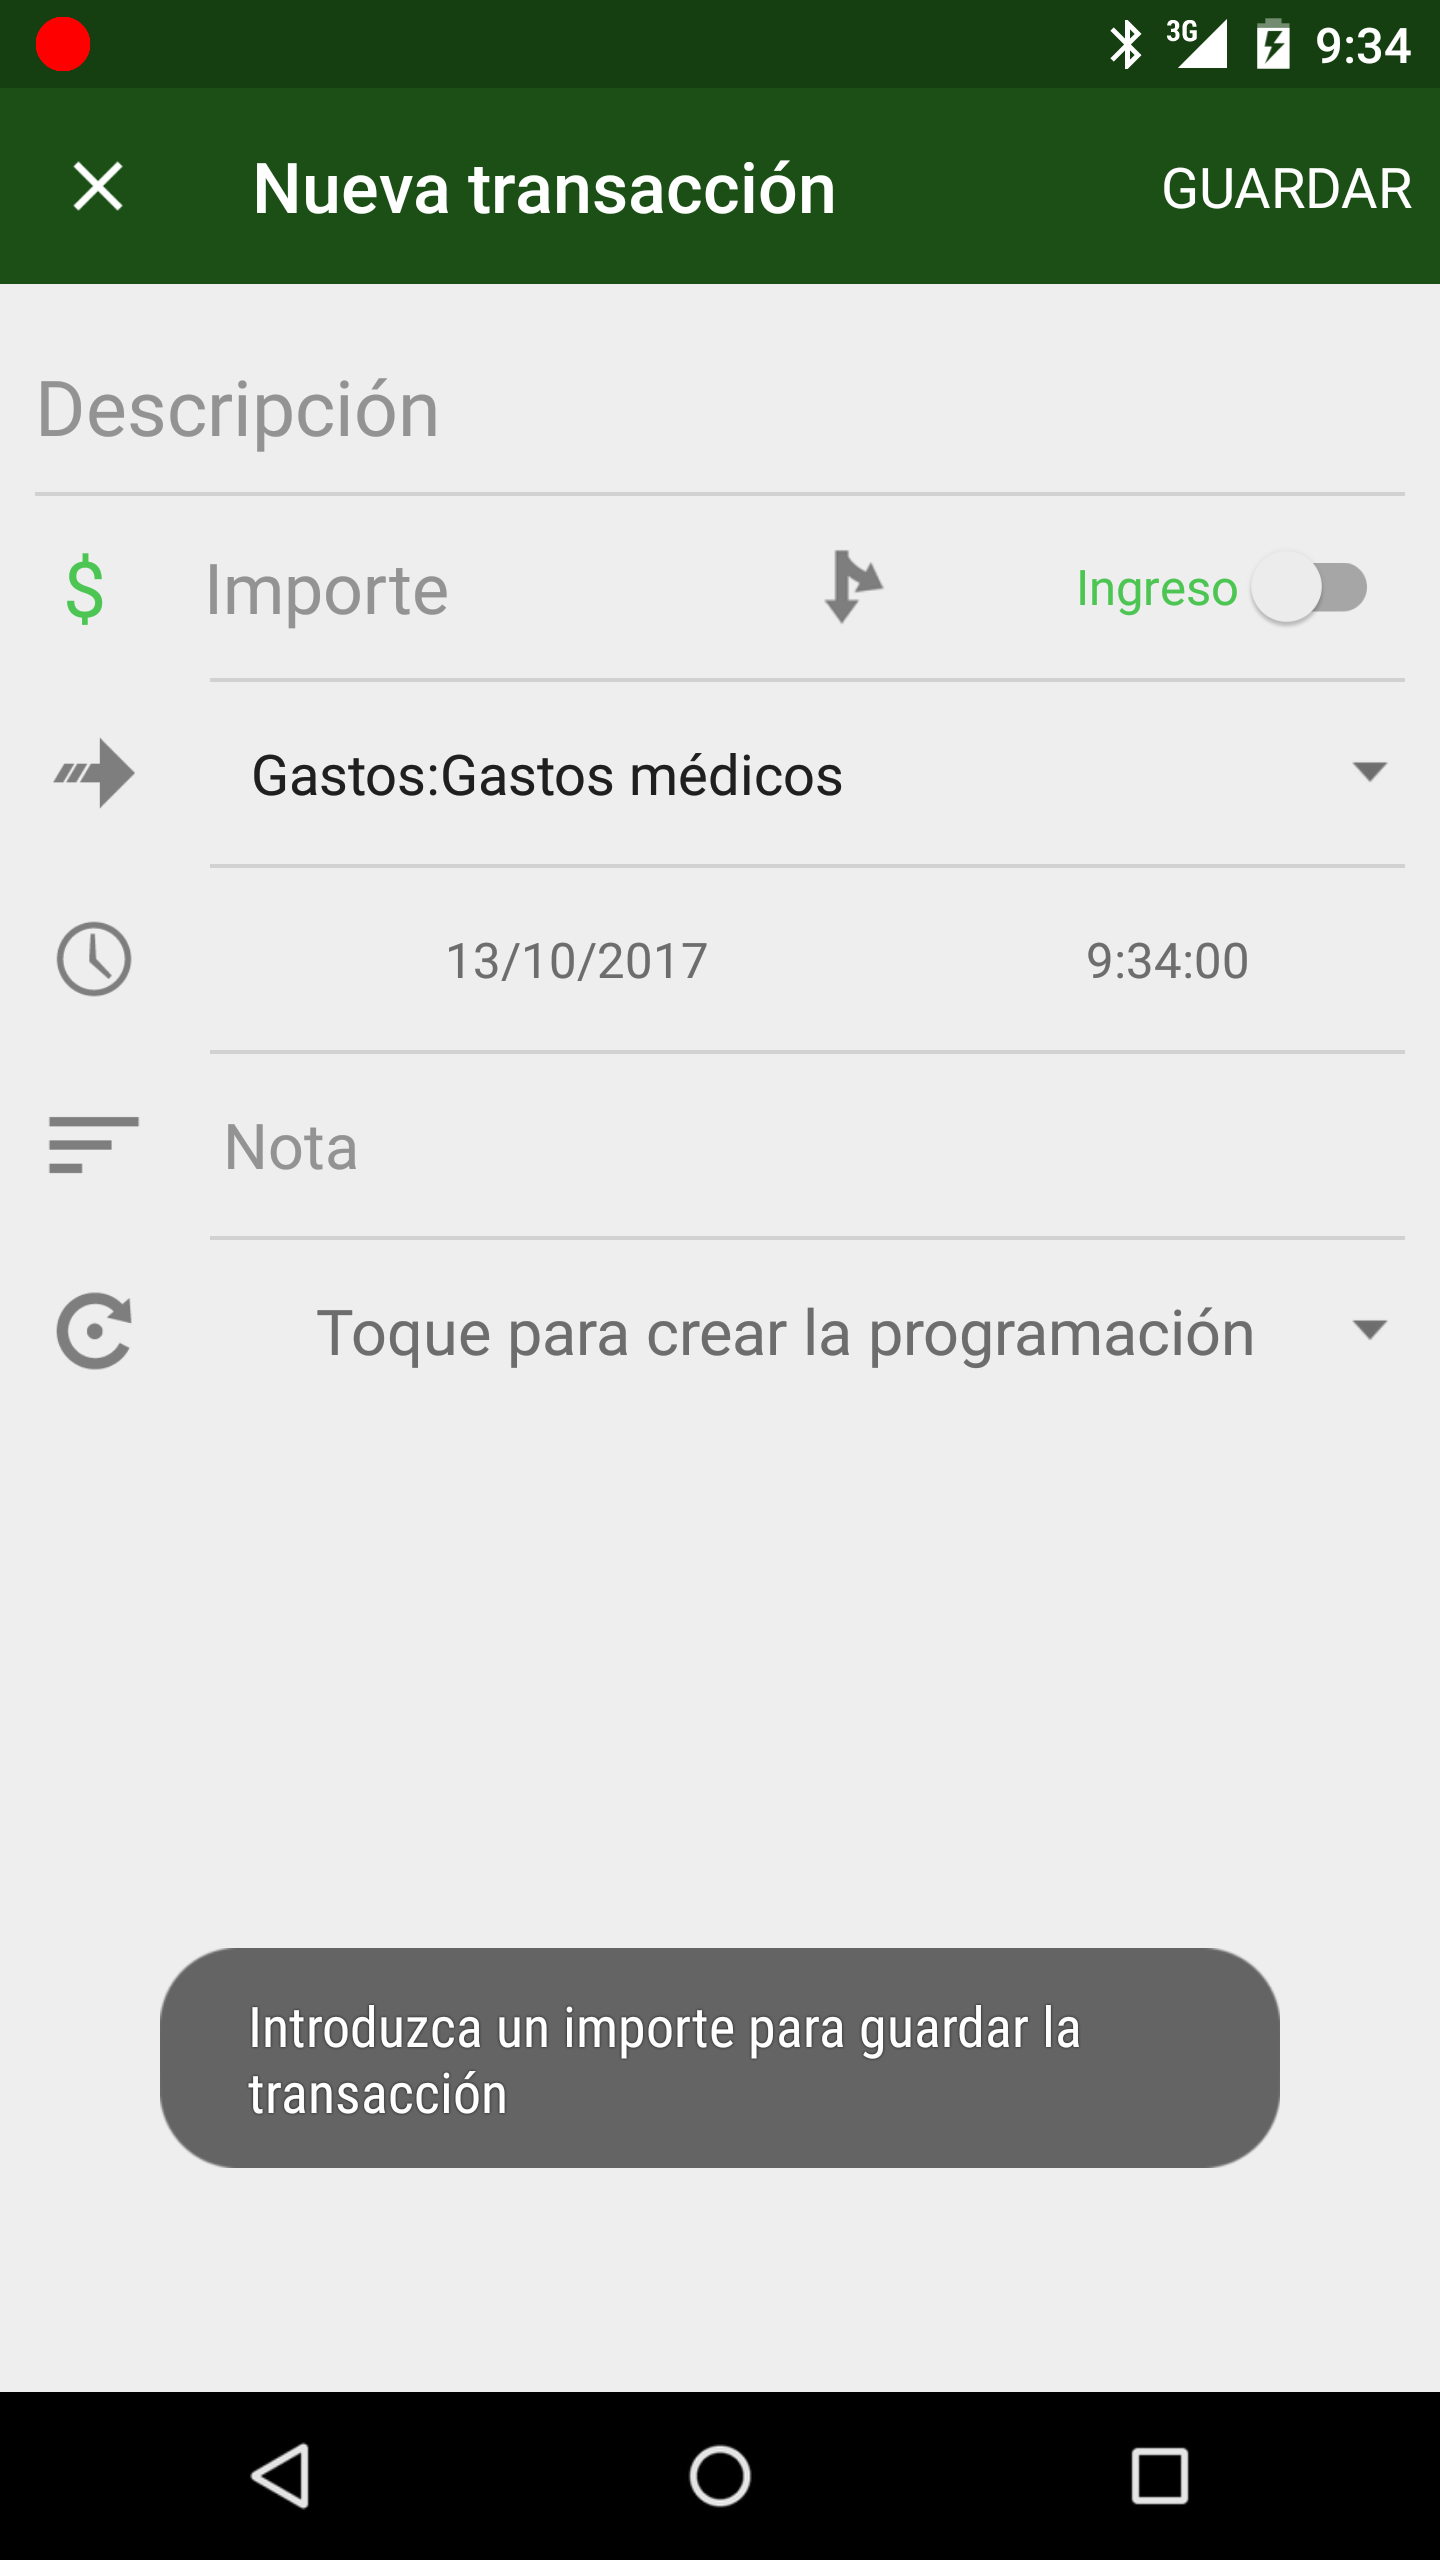 3G 9:34
Nueva transacción GUARDAR
Descripción
$ Importe Ingreso
Gastos:Gastos médicos
13/10/2017 9:34:00
Nota
Toque para crear la programación
Introduzca un importe para guardar la
transacción